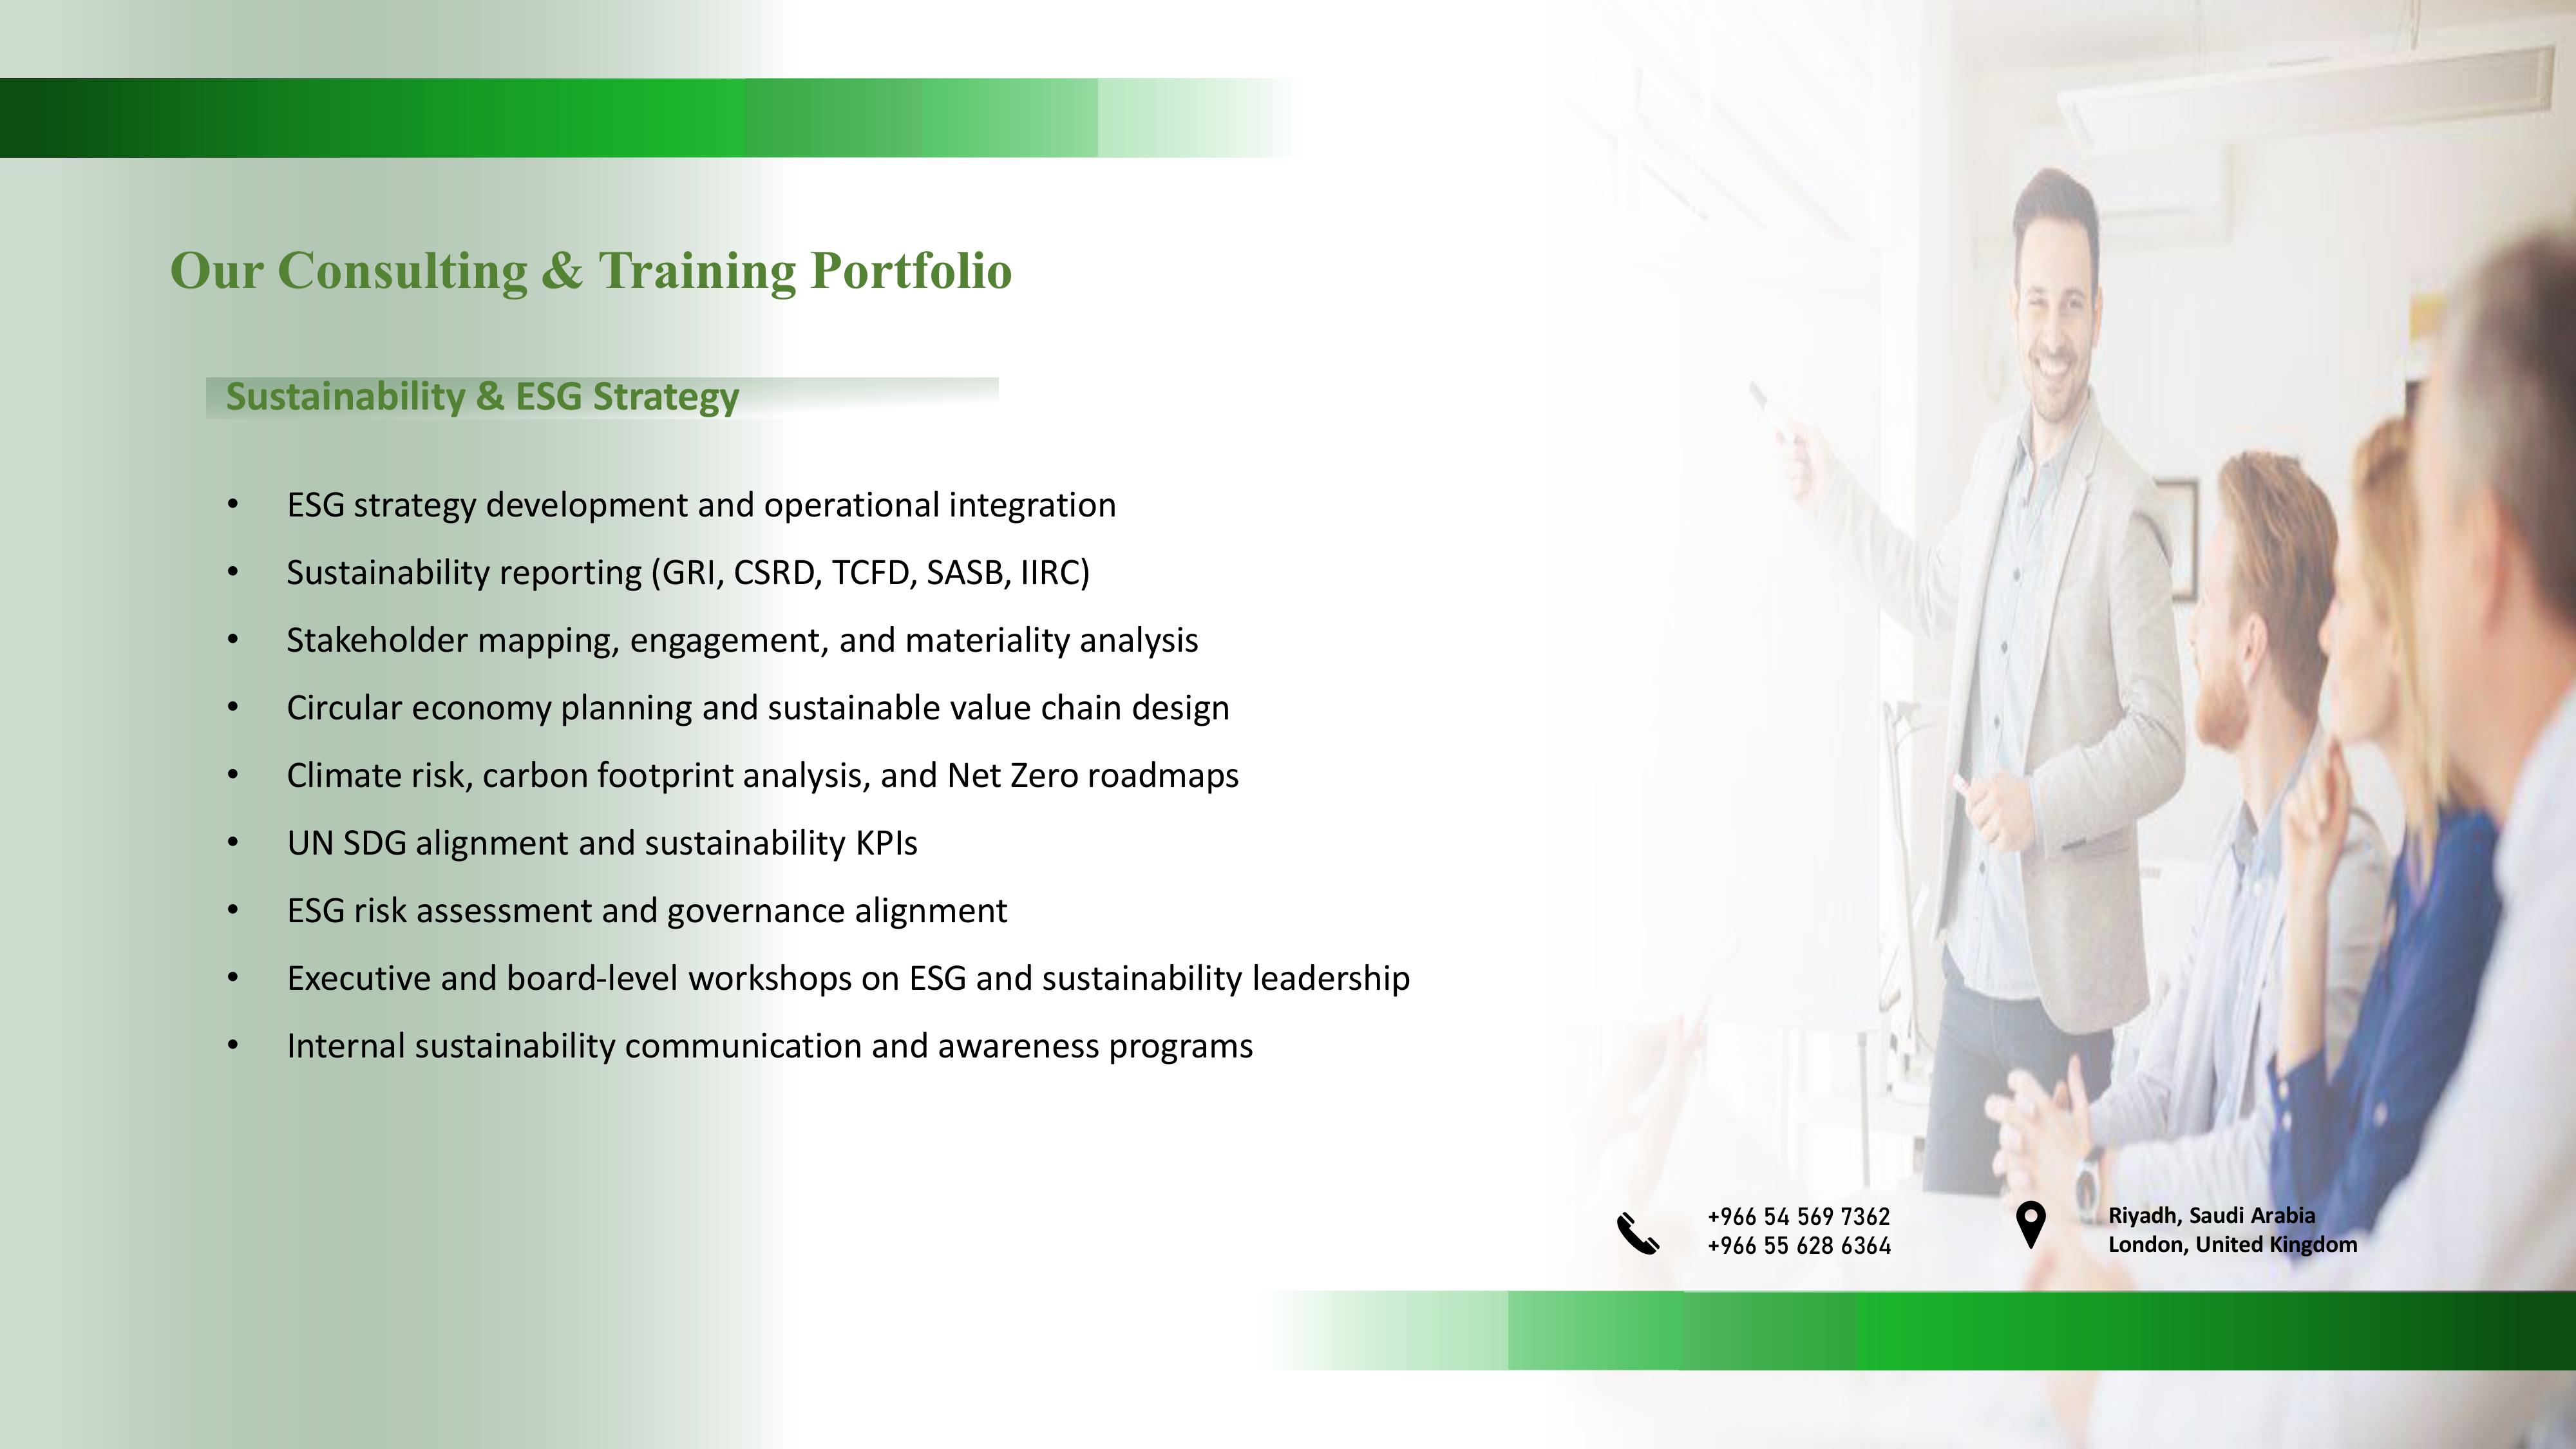 Our Consulting & Training Portfolio
Sustainability & ESG Strategy
• ESG strategy development and operational integration
• Sustainability reporting (GRI, CSRD, TCFD, SASB, IIRC)
• Stakeholder mapping, engagement, and materiality analysis
• Circular economy planning and sustainable value chain design
• Climate risk, carbon footprint analysis, and Net Zero roadmaps
• UN SDG alignment and sustainability KPIs
• ESG risk assessment and governance alignment
• Executive and board-level workshops on ESG and sustainability leadership
• Internal sustainability communication and awareness programs
+966 54 569 7362
+966 55 628 6364
Riyadh, Saudi Arabia
London, United Kingdom